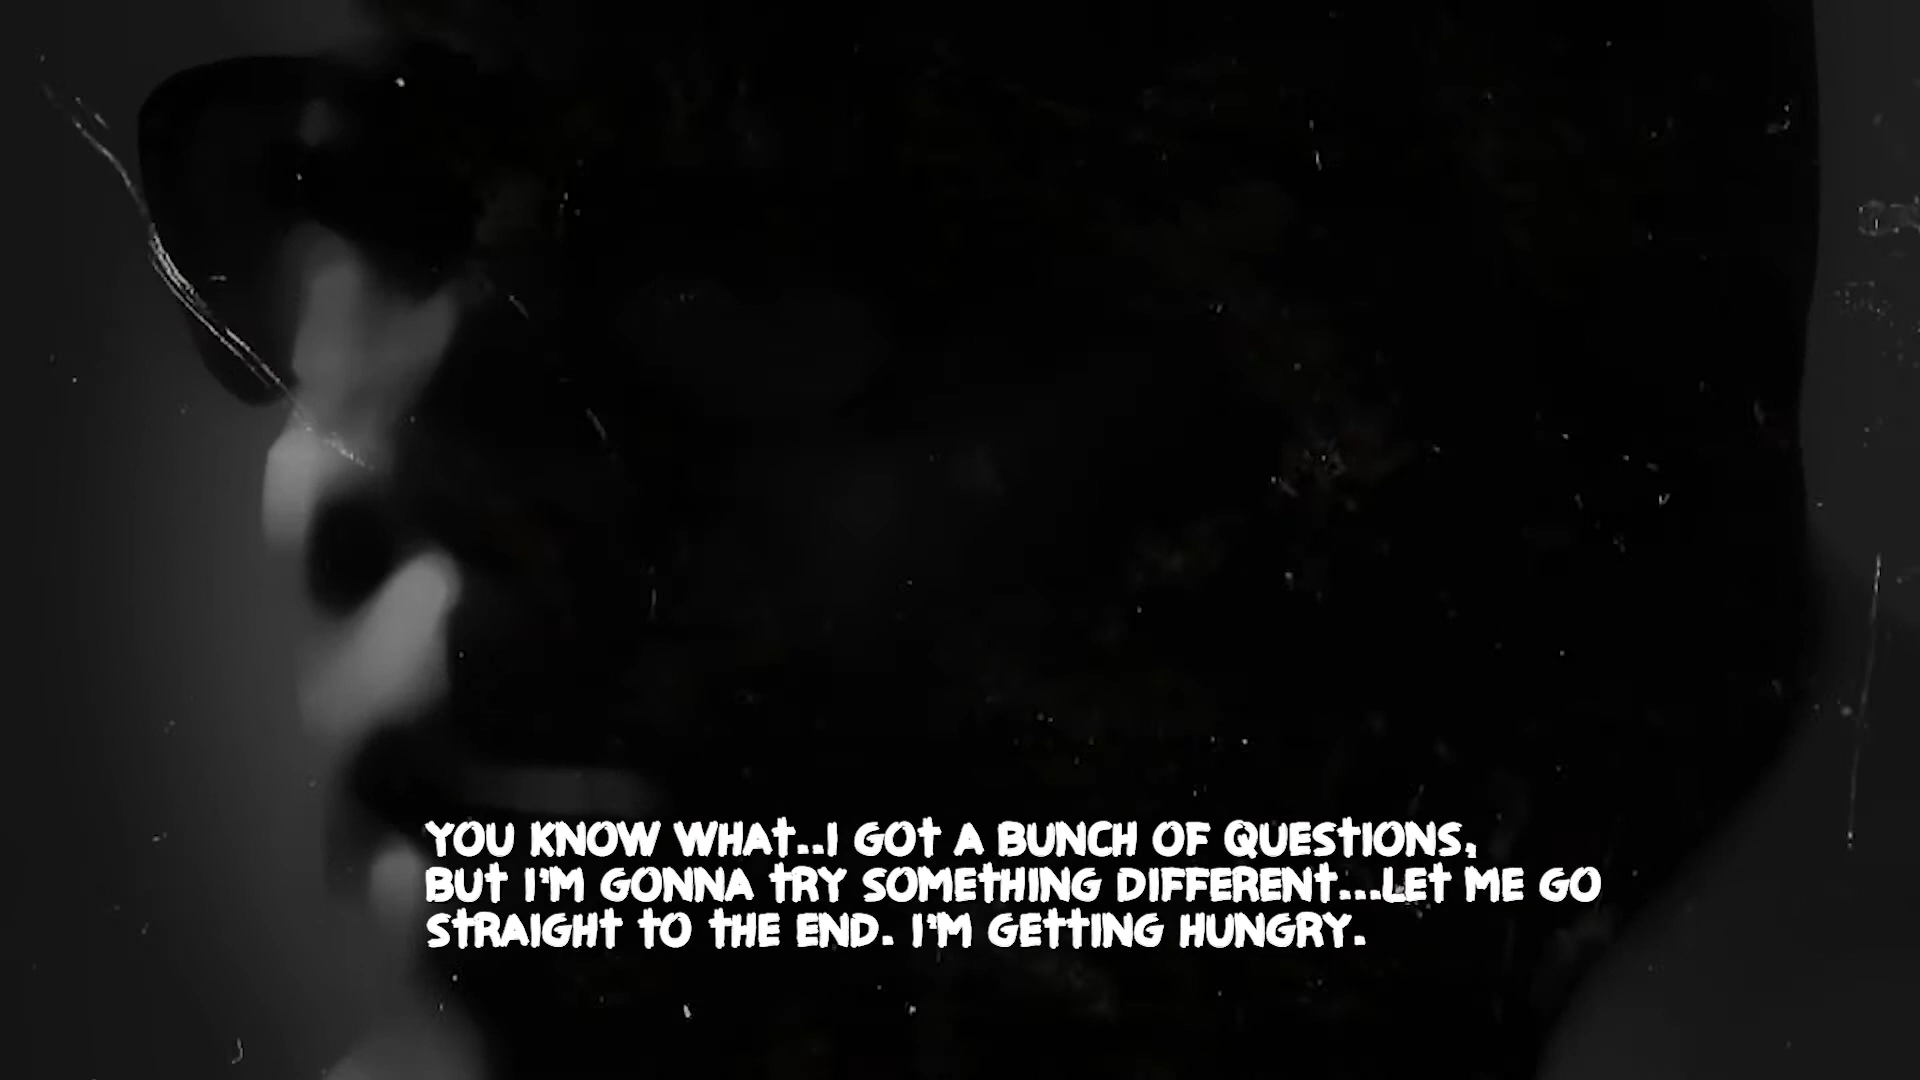 YOU KNOW WHAT..I GOT A BUNCH OF QUESTIONS,
BUT I'M GONNA TRY SOMETHING DIFFERENT...LET ME GO
STRAIGHT TO THE END. I'M GETTING HUNGRY.